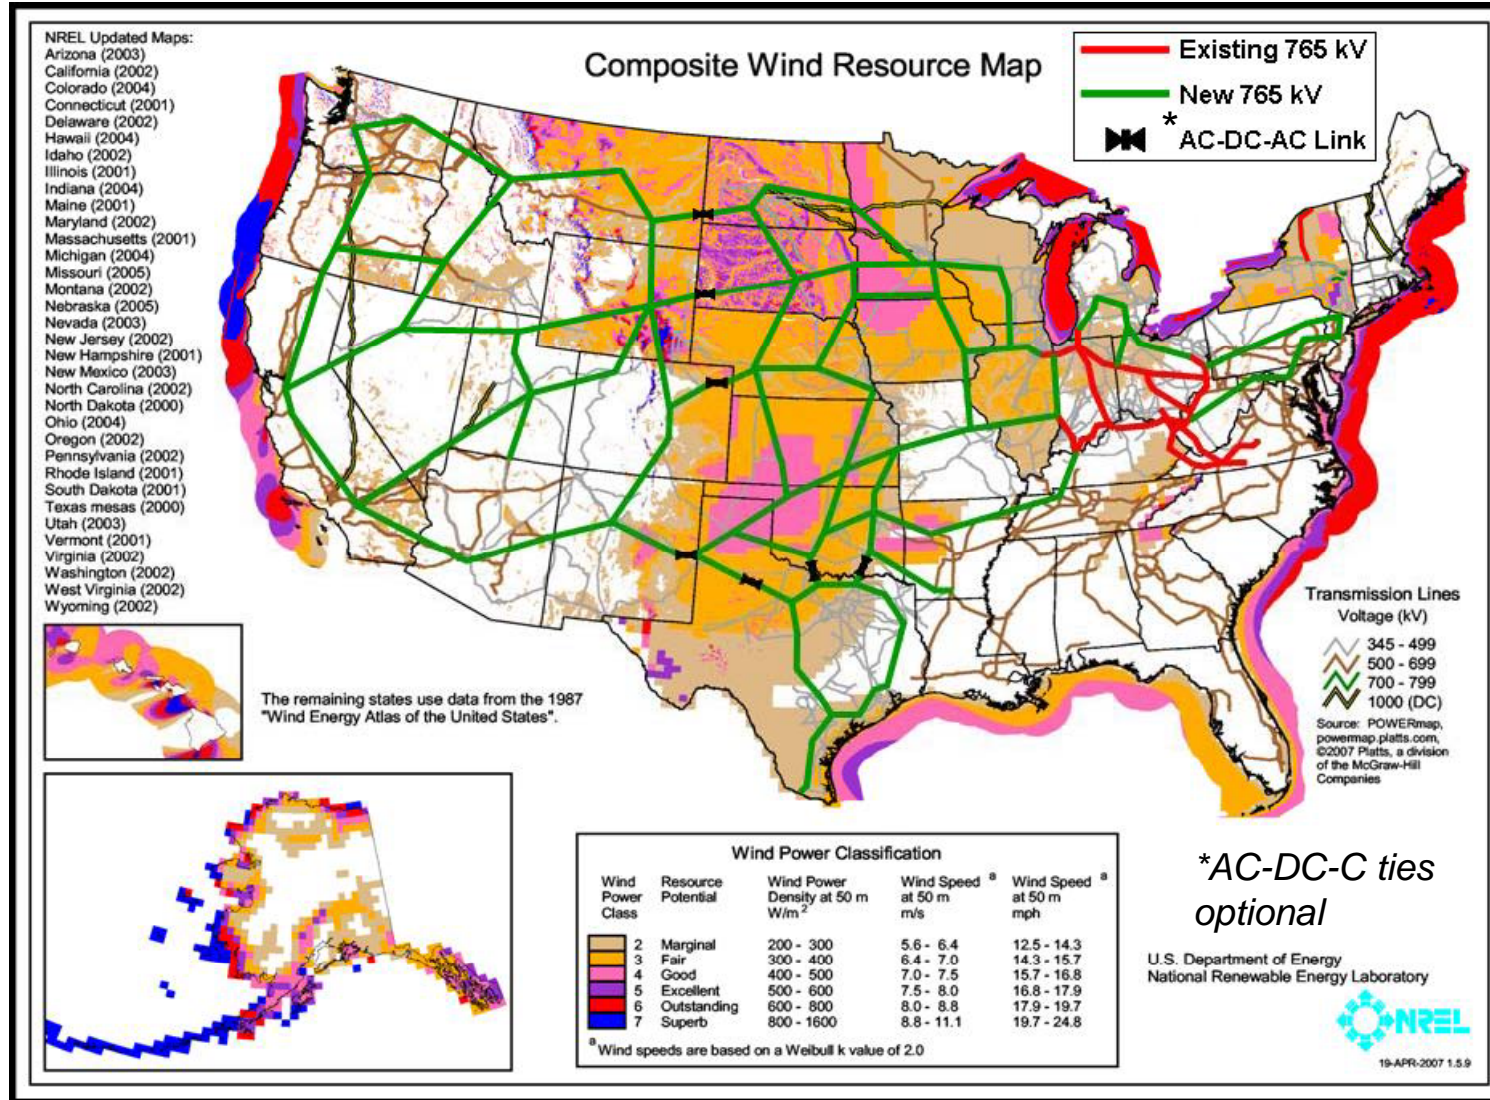 NREL Updated Maps:
Arizona (2003)
California (2002)
Colorado (2004)
Connecticut (2001)
Delaware (2002)
Hawaii (2004)
Idaho (2002)
Illinois (2001)
Indiana (2004)
Maine (2001)
Maryland (2002)
Massachusetts (2001)
Michigan (2004)
Missouri (2005)
Montana (2002)
Nebraska (2005)
Nevada (2003)
New Jersey (2002)
New Hampshire (2001)
New Mexico (2003)
North Carolina (2002)
North Dakota (2000)
Ohio (2004)
Oregon (2002)
Pennsylvania (2002)
Rhode Island (2001)
South Dakota (2001)
Texas mesas (2000)
Utah (2003)
Vermont (2001)
Virginia (2002)
Washington (2002)
West Virginia (2002)
Wyoming (2002)
Composite Wind Resource Map
Existing 765 kV
New 765 kV
* AC-DC-AC Link
The remaining states use data from the 1987
"Wind Energy Atlas of the United States".
Transmission Lines
Voltage (kV)
345 - 499
500 - 699
700 - 799
1000 (DC)
Source: POWERmap,
powermap.platts.com,
©2007 Platts, a division
of the McGraw-Hill
Companies
Wind Power Classification
Wind Resource Wind Power Wind Speed a Wind Speed a
Power Potential Density at 50 m at 50 m at 50 m
Class W/m 2 m/s mph
2 Marginal 200 - 300 5.6 - 6.4 12.5 - 14.3
3 Fair 300 - 400 6.4 - 7.0 14.3 - 15.7
4 Good 400 - 500 7.0 - 7.5 15.7 - 16.8
5 Excellent 500 - 600 7.5 - 8.0 16.8 - 17.9
6 Outstanding 600 - 800 8.0 - 8.8 17.9 - 19.7
7 Superb 800 - 1600 8.8 - 11.1 19.7 - 24.8
a Wind speeds are based on a Weibull k value of 2.0
*AC-DC-C ties
optional
U.S. Department of Energy
National Renewable Energy Laboratory
NREL
19-APR-2007 1.5.9